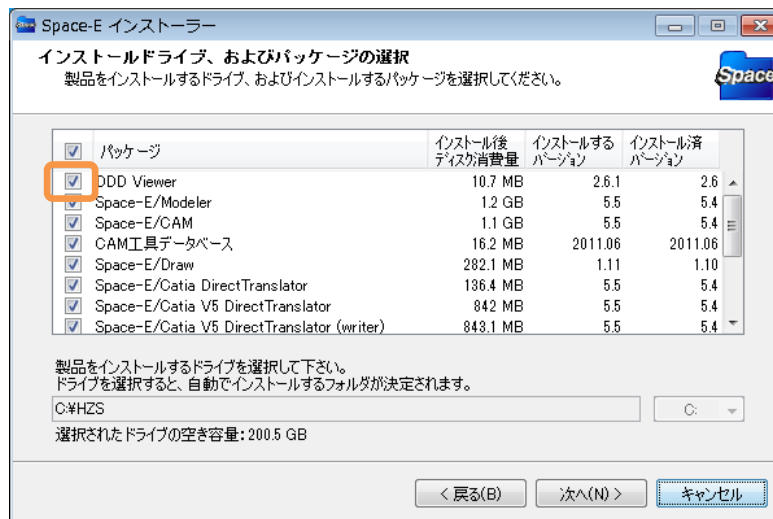 Space-E インストーラー
インストールドライブ、およびパッケージの選択
製品をインストールするドライブ、およびインストールするパッケージを選択してください。
Space
パッケージ インストール後ディスク消費量 インストールするバージョン インストール済バージョン
DDD Viewer 10.7 MB 2.6.1 2.6
Space-E/Modeler 1.2 GB 5.5 5.4
Space-E/CAM 1.1 GB 5.5 5.4
CAM工具データベース 16.2 MB 2011.06 2011.06
Space-E/Draw 282.1 MB 1.11 1.10
Space-E/Catia DirectTranslator 136.4 MB 5.5 5.4
Space-E/Catia V5 DirectTranslator 842 MB 5.5 5.4
Space-E/Catia V5 DirectTranslator (writer) 843.1 MB 5.5 5.4
製品をインストールするドライブを選択して下さい。
ドライブを選択すると、自動でインストールするフォルダが決定されます。
C:¥HZS C:
選択されたドライブの空き容量: 200.5 GB
< 戻る(B) 次へ(N) > キャンセル